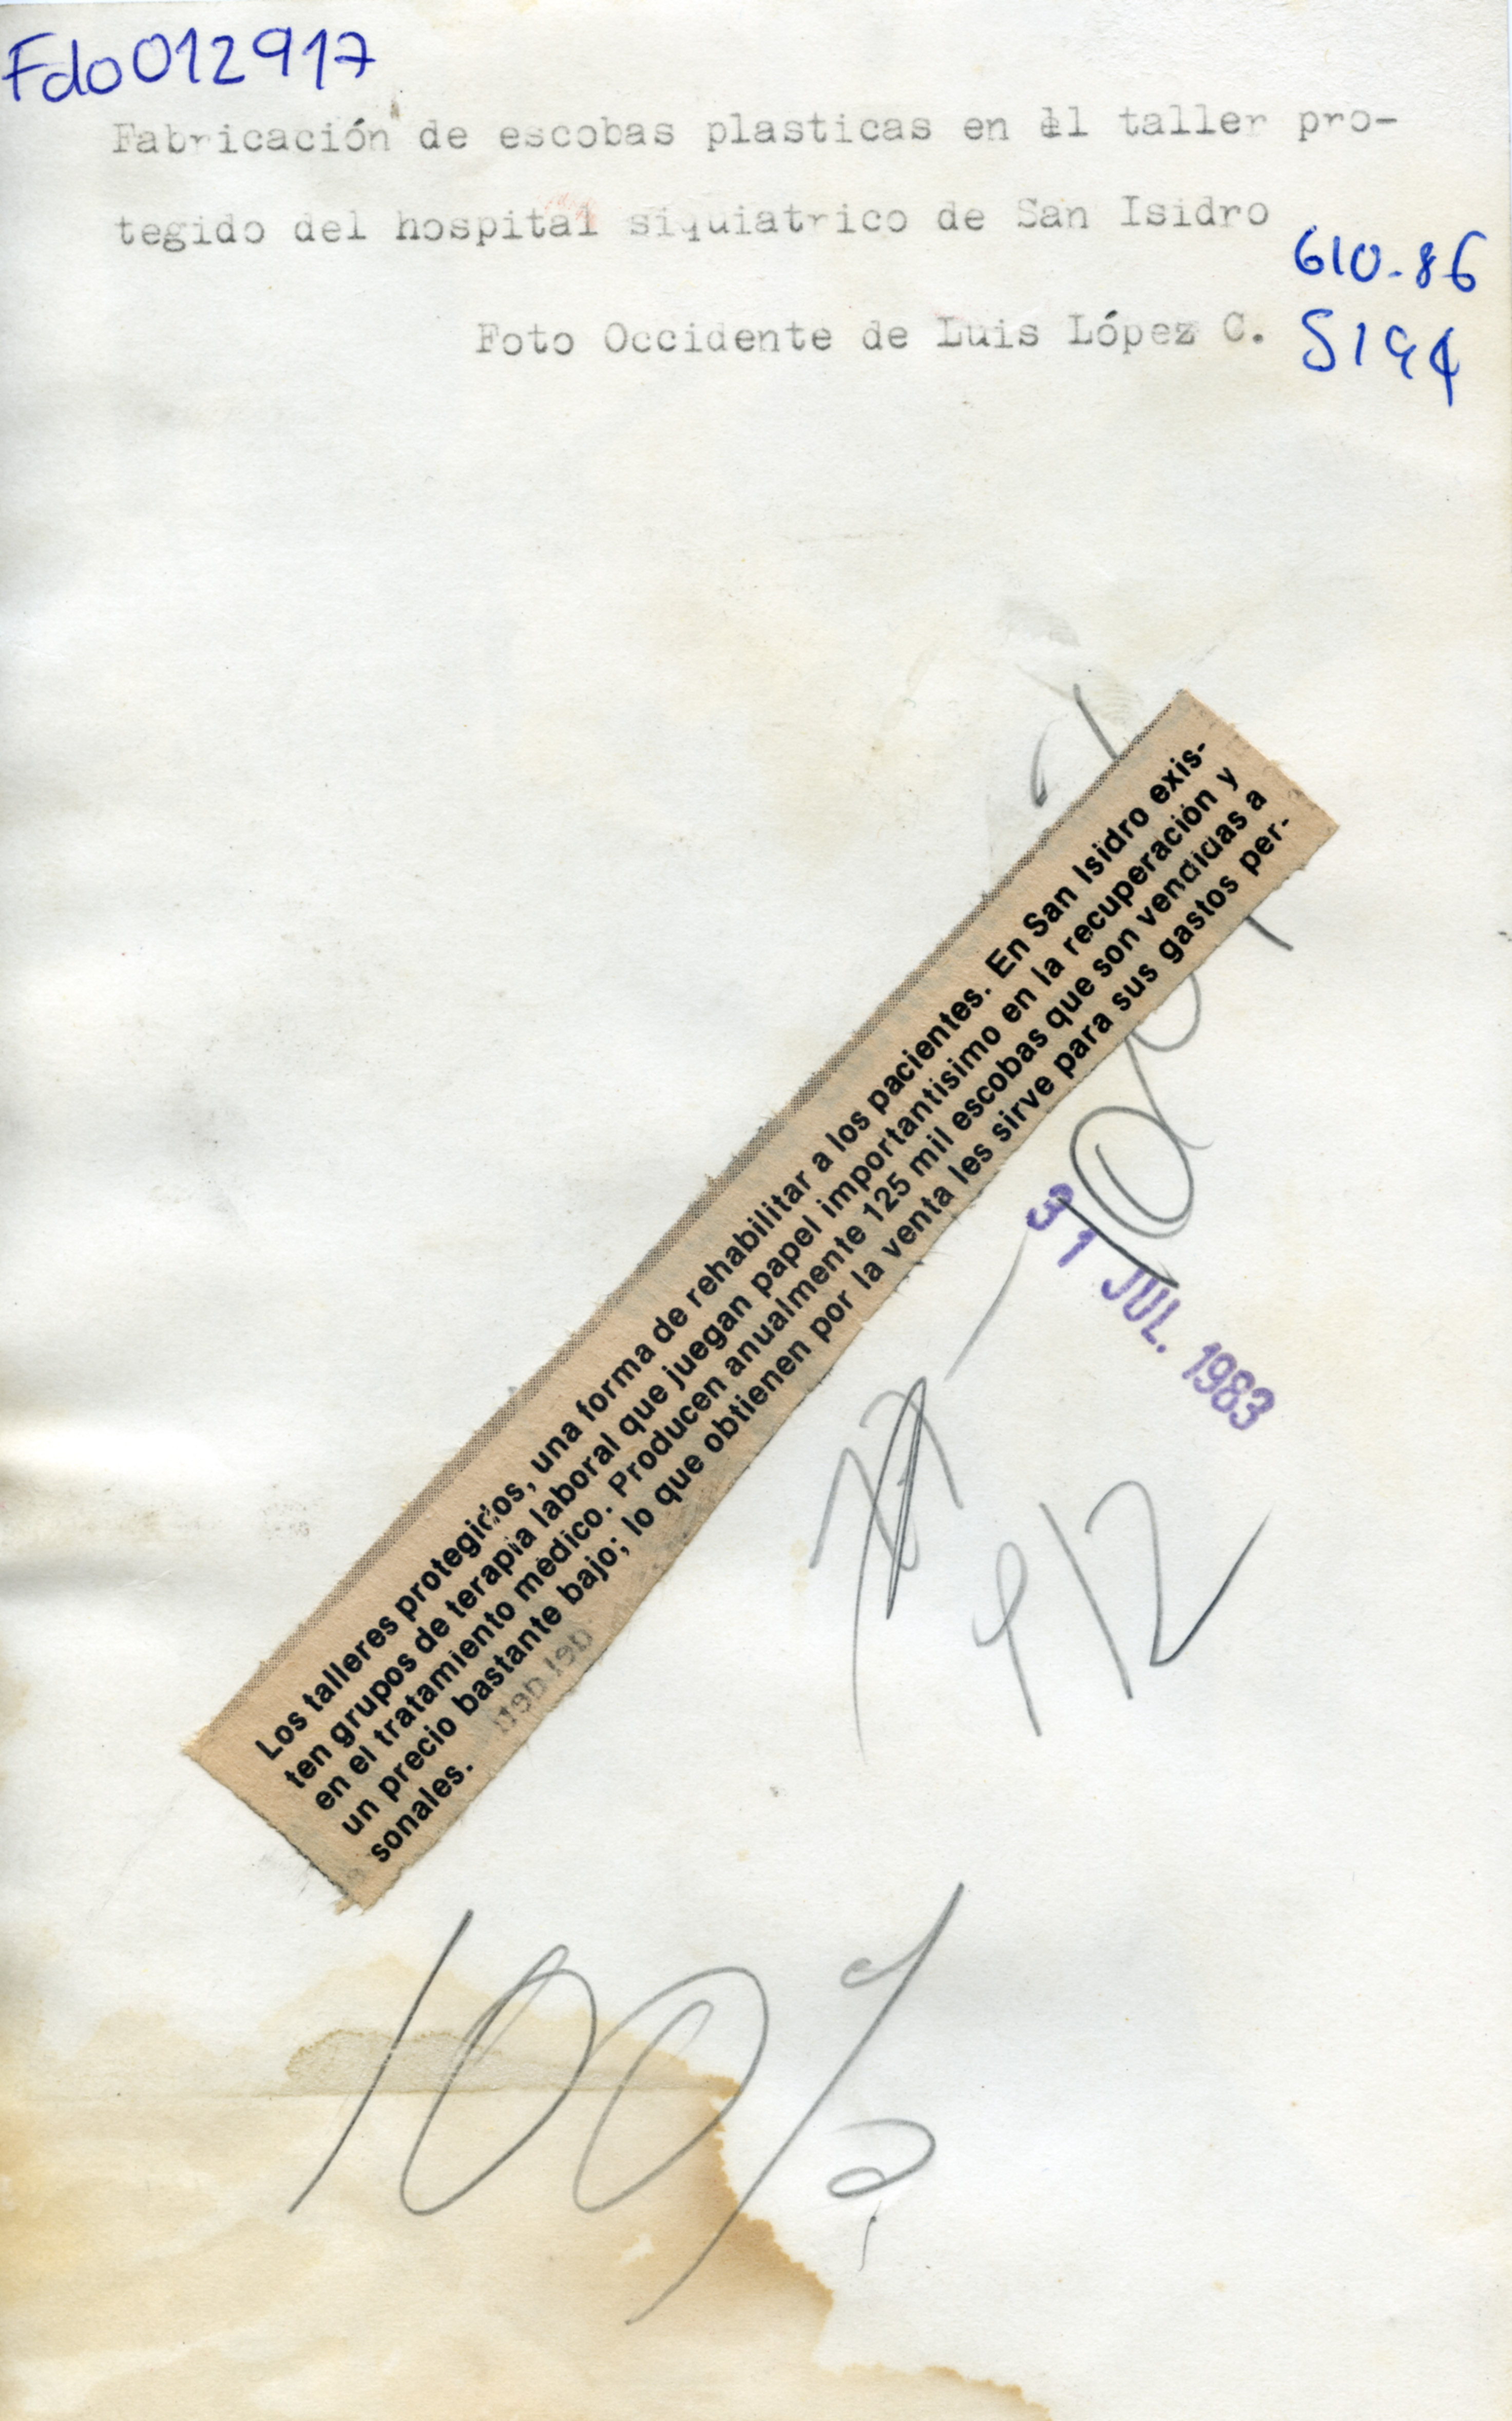 Fdo012917
Fabricación de escobas plasticas en el taller pro-
tegido del hospital siquiatrico de San Isidro
610-86
S194
Foto Occidente de Luis López C.
Los talleres protegidos, una forma de rehabilitar a los pacientes. En San Isidro exis-
ten grupos de terapia laboral que juegan papel importantísimo en la recuperación y
en el tratamiento médico. Producen anualmente 125 mil escobas que son vendidas a
un precio bastante bajo; lo que obtienen por la venta les sirve para sus gastos per-
sonales.
31 JUL. 1983
912
100%